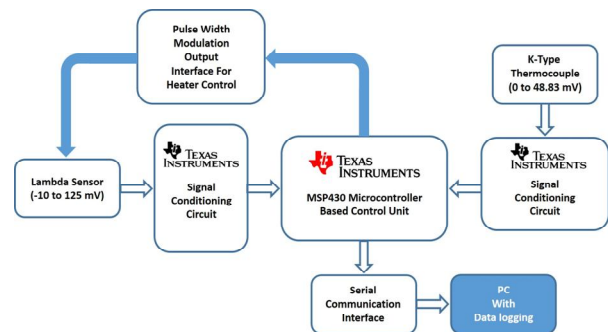 Pulse Width
Modulation
Output
Interface For
Heater Control
K-Type
Thermocouple
(0 to 48.83 mV)
Lambda Sensor
(-10 to 125 mV)
TEXAS
INSTRUMENTS
Signal
Conditioning
Circuit
TEXAS
INSTRUMENTS
MSP430 Microcontroller
Based Control Unit
TEXAS
INSTRUMENTS
Signal
Conditioning
Circuit
Serial
Communication
Interface
PC
With
Data logging